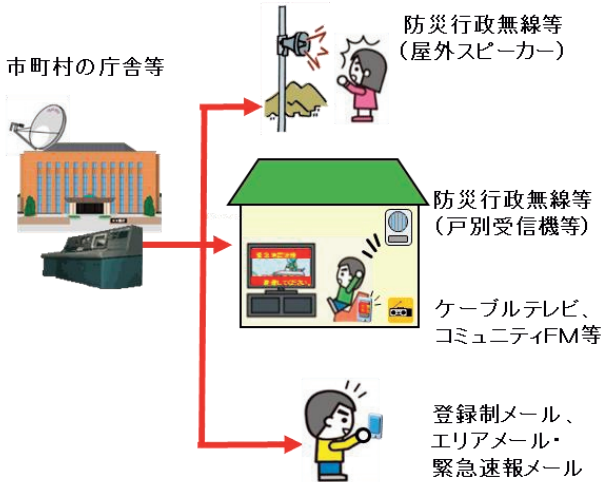 市町村の庁舎等
防災行政無線等
（屋外スピーカー）
防災行政無線等
（戸別受信機等）
ケーブルテレビ、
コミュニティFM等
登録制メール、
エリアメール・
緊急速報メール